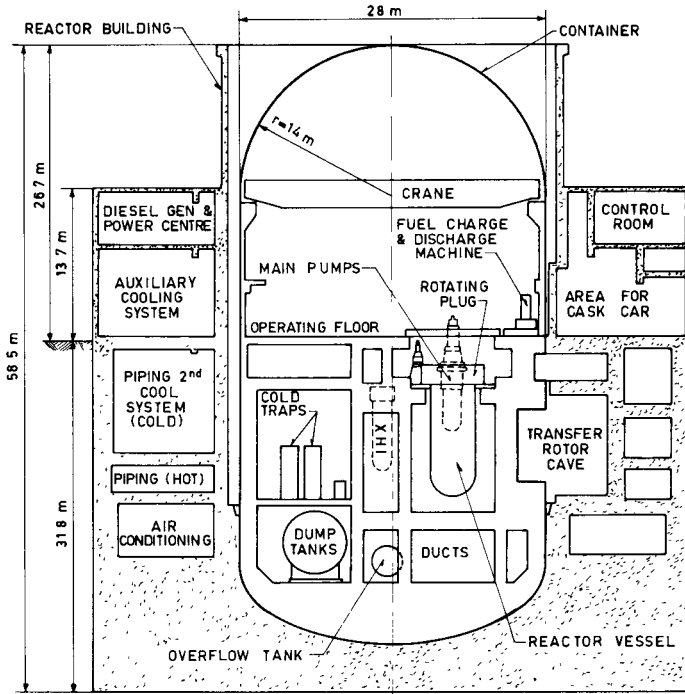 28 m
REACTOR BUILDING
CONTAINER
r=14 m
CRANE
DIESEL GEN &
POWER CENTRE
FUEL CHARGE
& DISCHARGE
MACHINE
CONTROL
ROOM
26.7 m
13.7 m
MAIN PUMPS
ROTATING
PLUG
AUXILIARY
COOLING
SYSTEM
AREA FOR
CASK CAR
OPERATING FLOOR
58.5 m
PIPING 2nd
COOL
SYSTEM
(COLD)
COLD
TRAPS
IHX
TRANSFER
ROTOR
CAVE
PIPING (HOT)
31.8 m
AIR
CONDITIONING
DUMP
TANKS
DUCTS
OVERFLOW TANK
REACTOR VESSEL